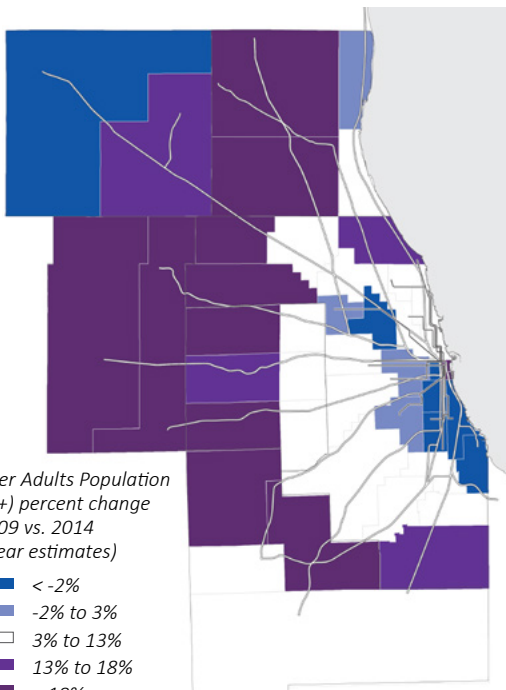 er Adults Population
+) percent change
09 vs. 2014
ear estimates)
< -2%
-2% to 3%
3% to 13%
13% to 18%